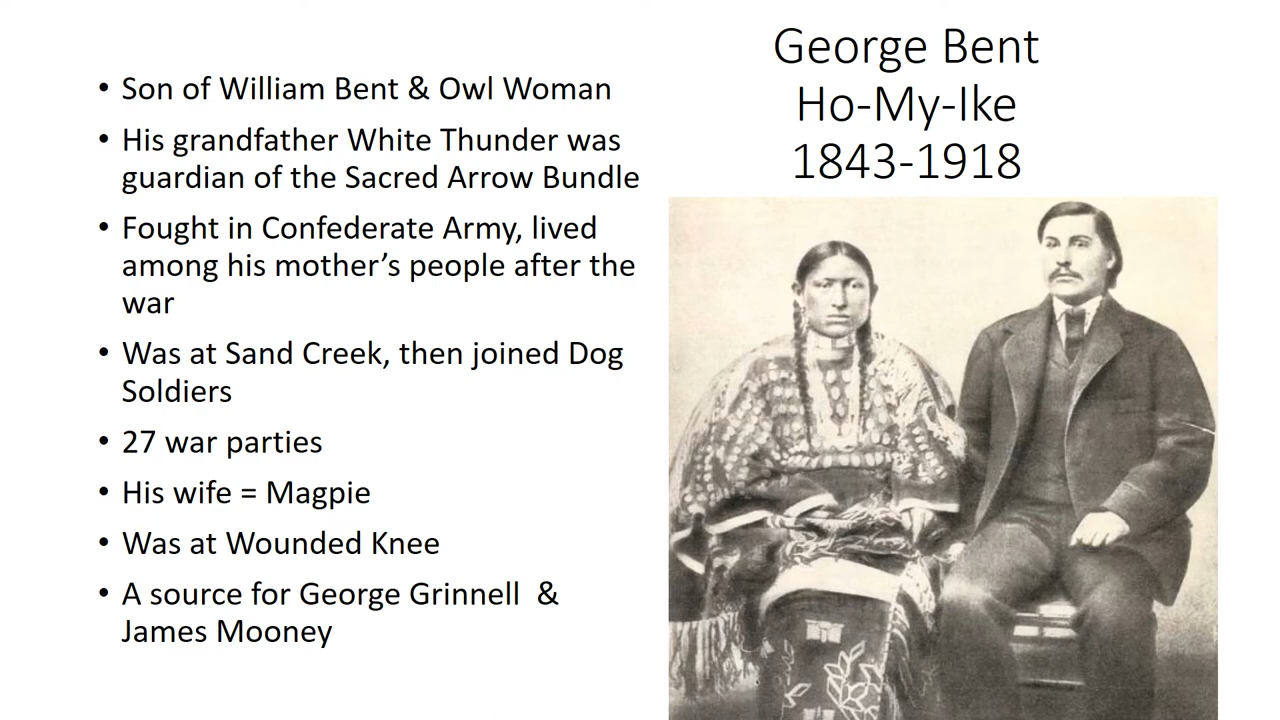 George Bent
Ho-My-Ike
1843-1918
• Son of William Bent & Owl Woman
• His grandfather White Thunder was
guardian of the Sacred Arrow Bundle
• Fought in Confederate Army, lived
among his mother’s people after the
war
• Was at Sand Creek, then joined Dog
Soldiers
• 27 war parties
• His wife = Magpie
• Was at Wounded Knee
• A source for George Grinnell  &
James Mooney